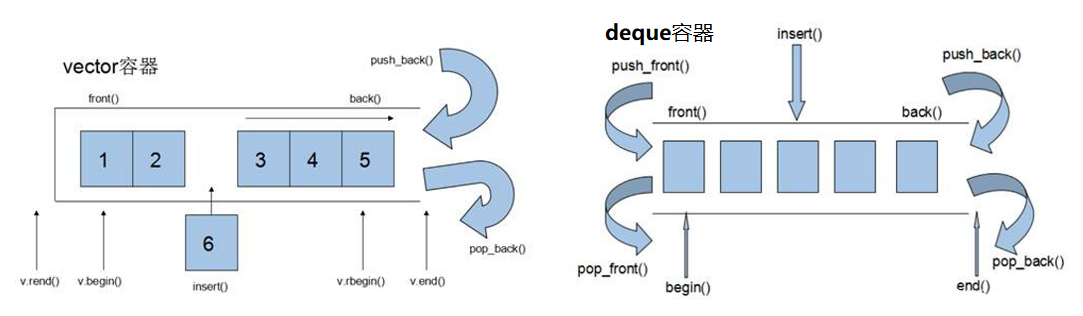 vector容器
push_back()
front()
back()
1
2
3
4
5
6
pop_back()
v.rend()
v.begin()
insert()
v.rbegin()
v.end()
deque容器
insert()
push_front()
push_back()
front()
back()
pop_front()
begin()
end()
pop_back()